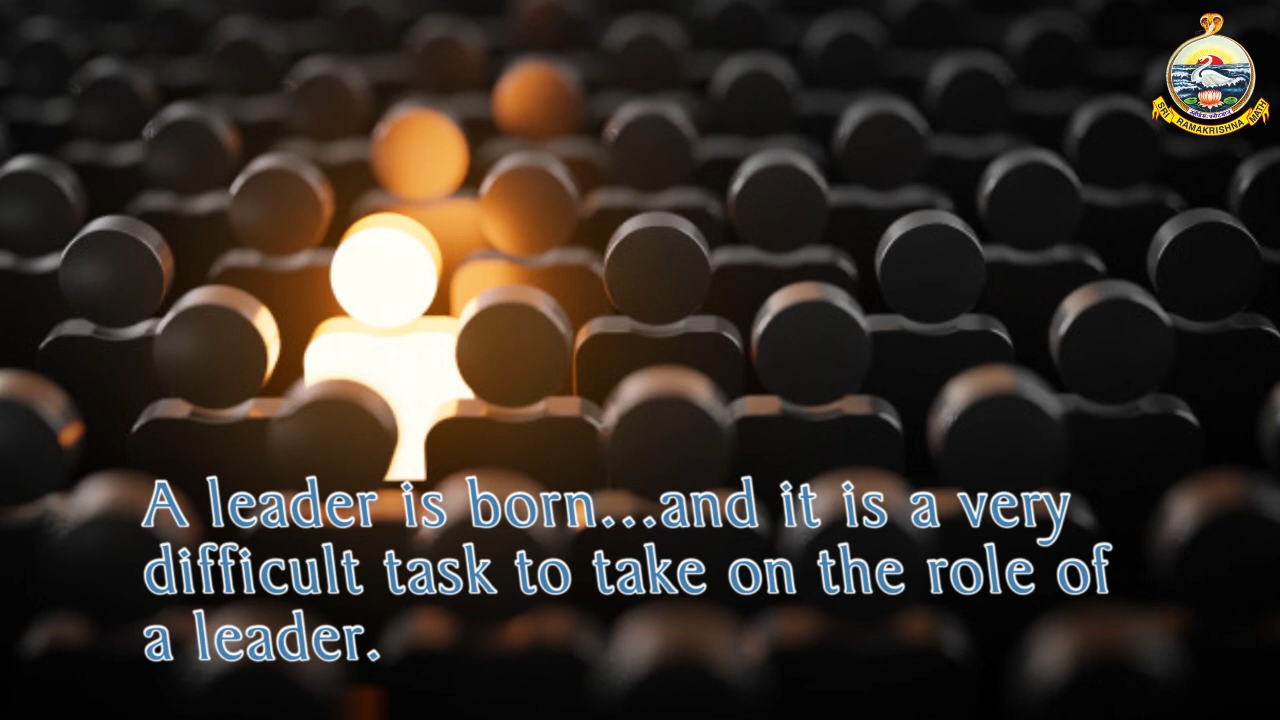 SRI RAMAKRISHNA MATH
A leader is born...and it is a very
difficult task to take on the role of
a leader.